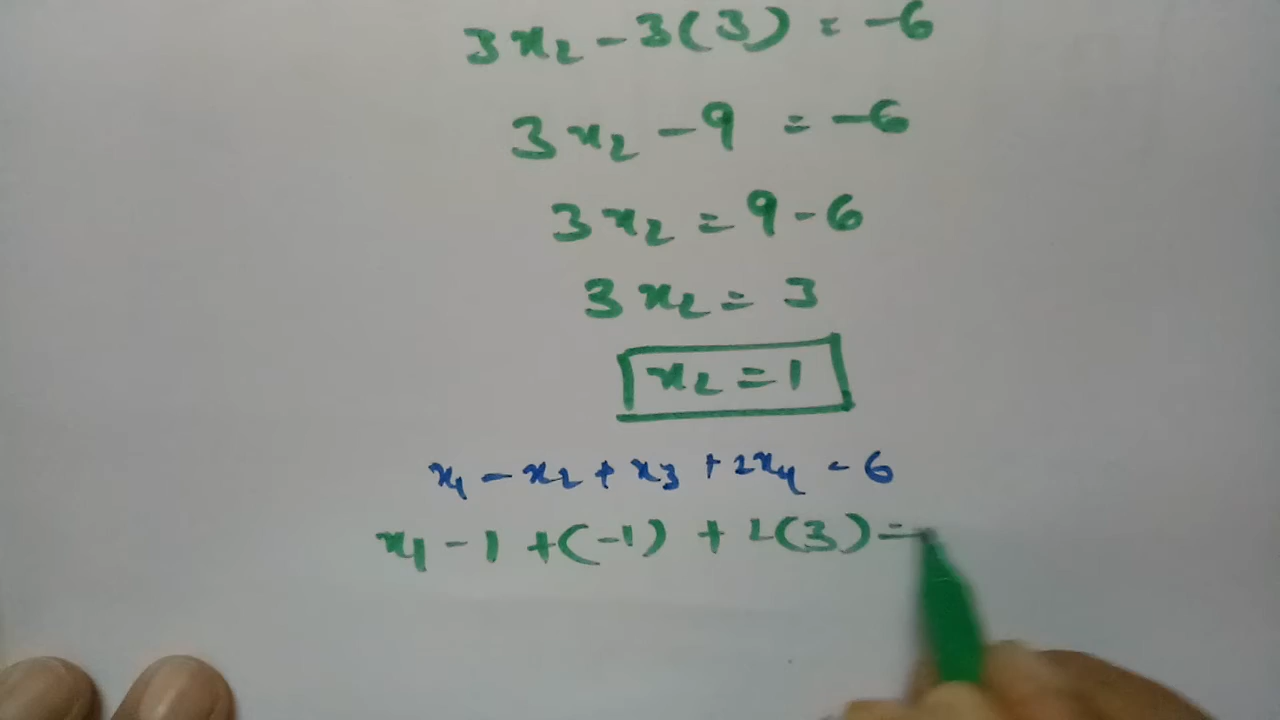 3x₂ - 3(3) = -6
3x₂ - 9 = -6
3x₂ = 9 - 6
3x₂ = 3
x₂ = 1
x₁ - x₂ + x₃ + 2x₄ = 6
x₁ - 1 + (-1) + 2(3) =